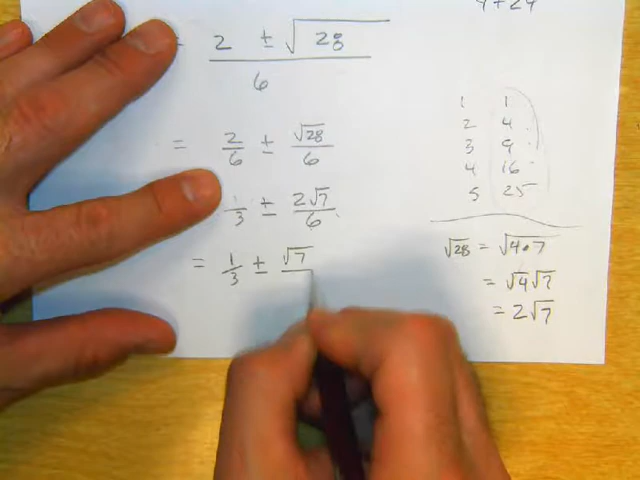 4 + 24
2 ± √28
6
= 2/6 ± √28/6
1/3 ± 2√7/6
= 1/3 ± √7
1 1
2 4
3 9
4 16
5 25
√28 = √4•7
= √4√7
= 2√7